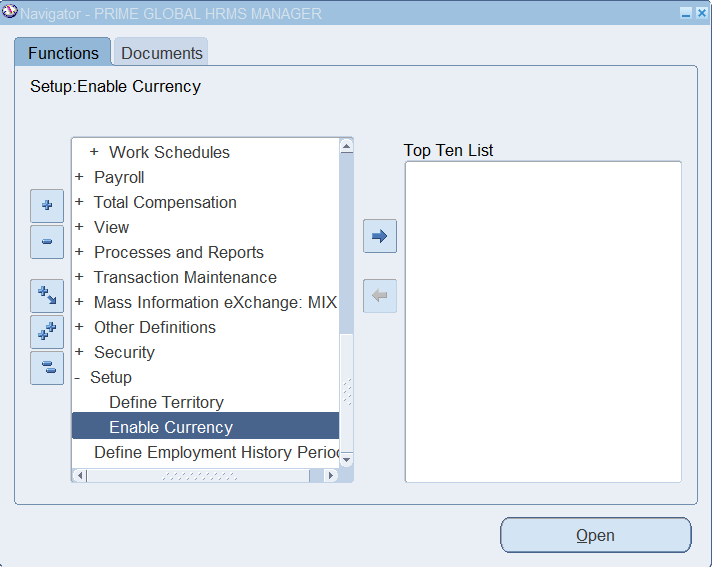 Navigator - PRIME GLOBAL HRMS MANAGER
Functions
Documents
Setup:Enable Currency
+ Work Schedules
+ Payroll
+ Total Compensation
+ View
+ Processes and Reports
+ Transaction Maintenance
+ Mass Information eXchange: MIX
+ Other Definitions
+ Security
- Setup
Define Territory
Enable Currency
Define Employment History Perio
Top Ten List
Open